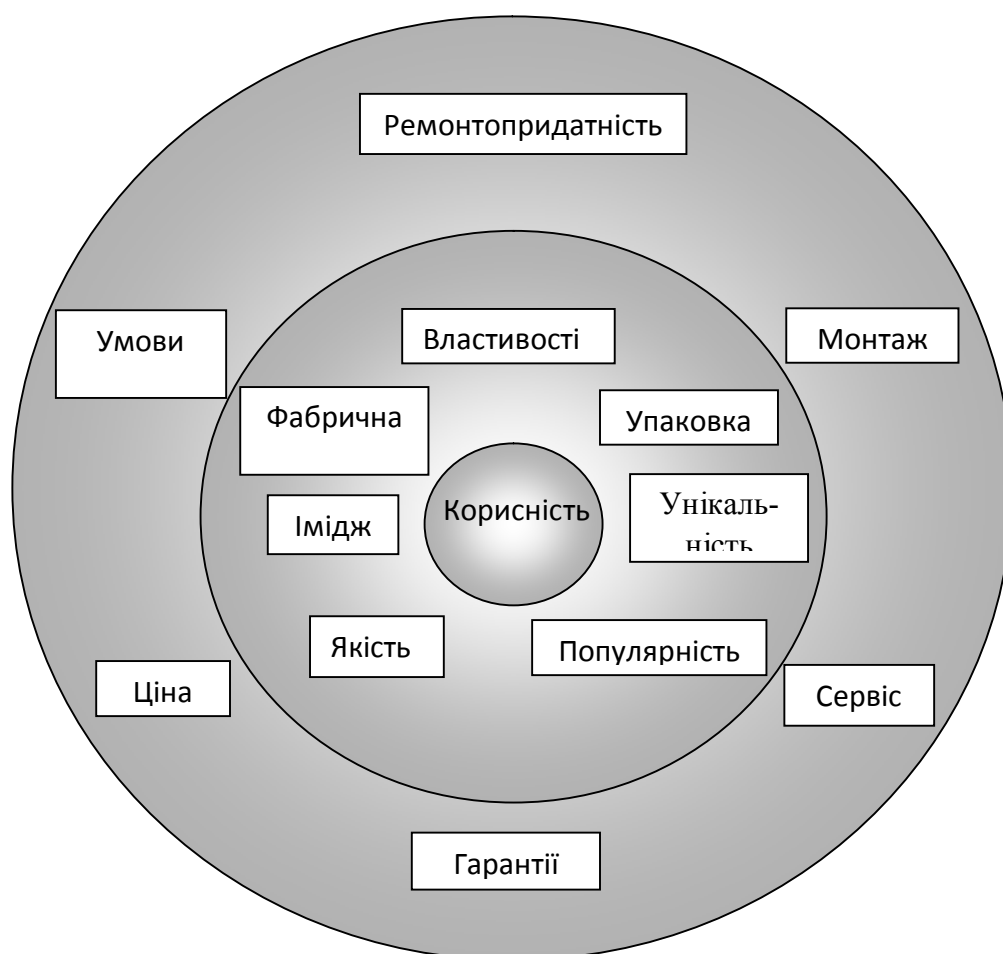 Ремонтопридатність
Умови
Властивості
Монтаж
Фабрична
Упаковка
Імідж
Корисність
Унікаль-
ність
Якість
Популярність
Ціна
Сервіс
Гарантії